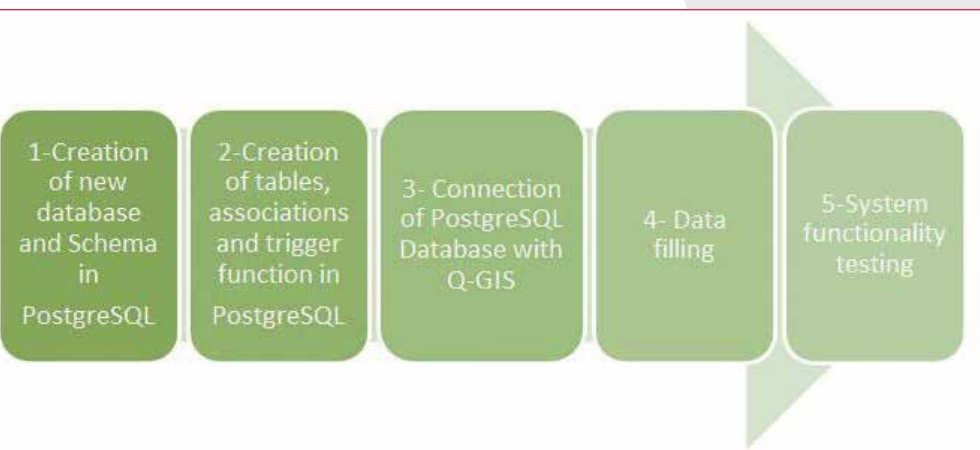 1-Creation
of new
database
and Schema
in
PostgreSQL
2-Creation
of tables,
associations
and trigger
function in
PostgreSQL
3- Connection
of PostgreSQL
Database with
Q-GIS
4- Data
filling
5-System
functionality
testing